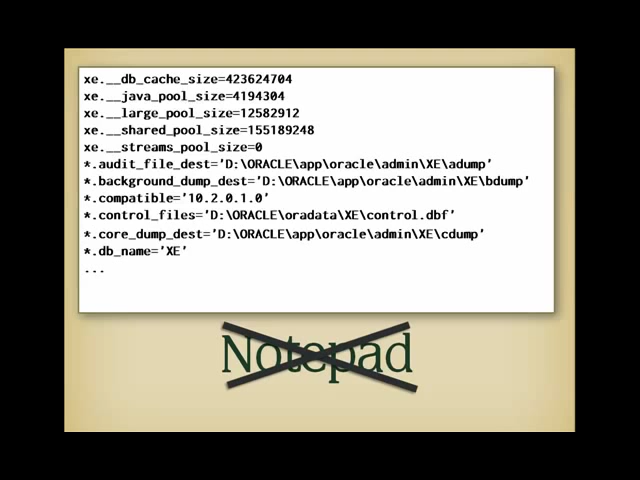 xe.__db_cache_size=423624704
xe.__java_pool_size=4194304
xe.__large_pool_size=12582912
xe.__shared_pool_size=155189248
xe.__streams_pool_size=0
*.audit_file_dest='D:\ORACLE\app\oracle\admin\XE\adump'
*.background_dump_dest='D:\ORACLE\app\oracle\admin\XE\bdump'
*.compatible='10.2.0.1.0'
*.control_files='D:\ORACLE\oradata\XE\control.dbf'
*.core_dump_dest='D:\ORACLE\app\oracle\admin\XE\cdump'
*.db_name='XE'
...
Notepad